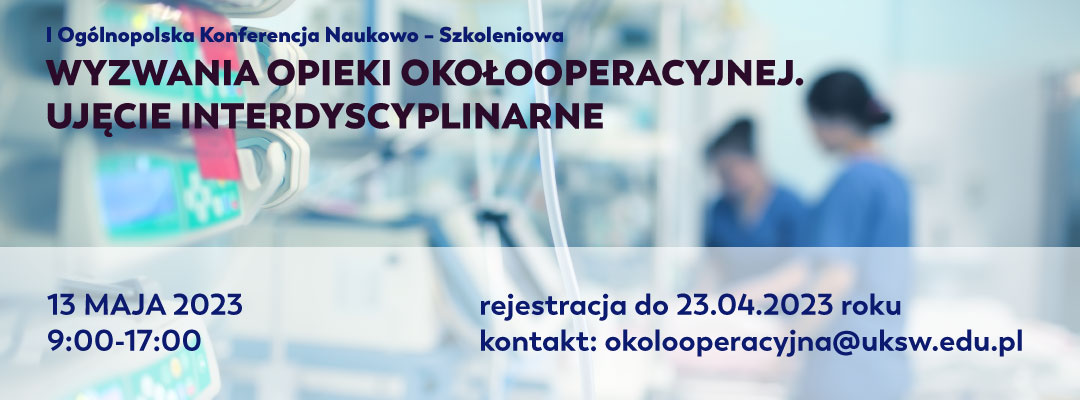 I Ogólnopolska Konferencja Naukowo - Szkoleniowa
WYZWANIA OPIEKI OKOŁOOPERACYJNEJ.
UJĘCIE INTERDYSCYPLINARNE
13 MAJA 2023
9:00-17:00
rejestracja do 23.04.2023 roku
kontakt: okolooperacyjna@uksw.edu.pl